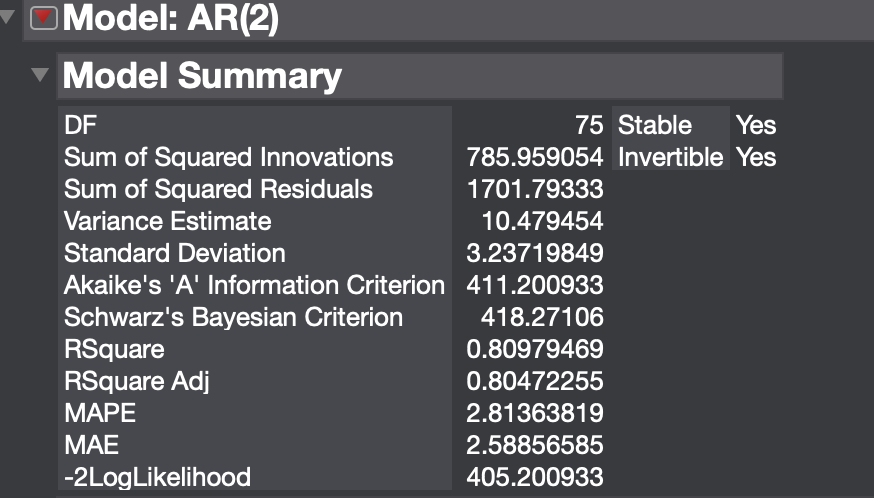 Model: AR(2)
Model Summary
DF 75 Stable Yes
Sum of Squared Innovations 785.959054 Invertible Yes
Sum of Squared Residuals 1701.79333
Variance Estimate 10.479454
Standard Deviation 3.23719849
Akaike's 'A' Information Criterion 411.200933
Schwarz's Bayesian Criterion 418.27106
RSquare 0.80979469
RSquare Adj 0.80472255
MAPE 2.81363819
MAE 2.58856585
-2LogLikelihood 405.200933